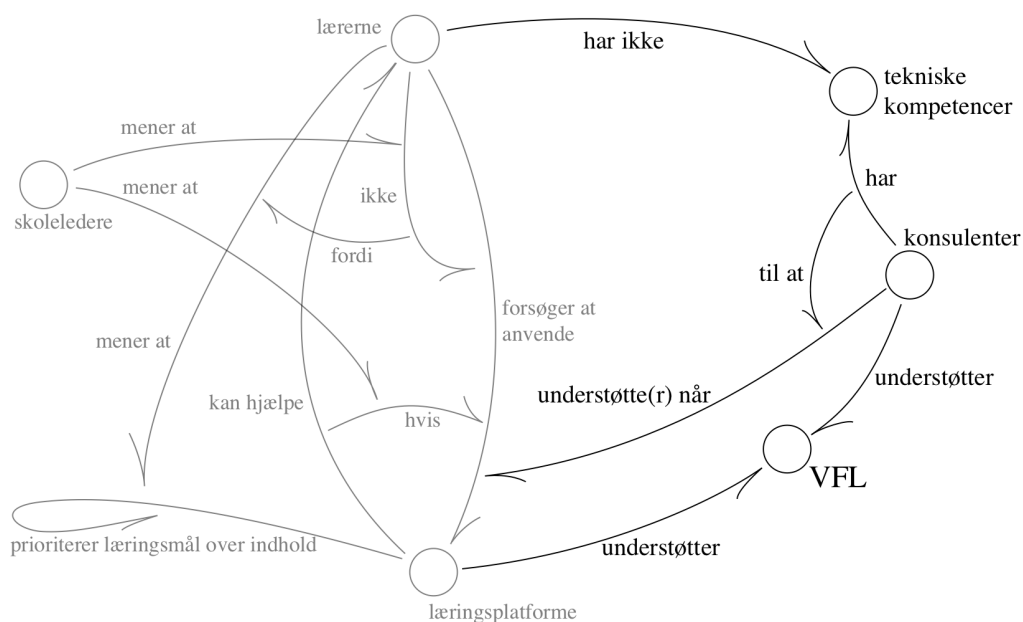 lærerne
har ikke
tekniske
kompetencer
mener at
mener at
ikke
har
skoleledere
konsulenter
fordi
til at
forsøger at
anvende
mener at
understøtter
understøtte(r) når
kan hjælpe
hvis
VFL
prioriterer læringsmål over indhold
understøtter
læringsplatforme